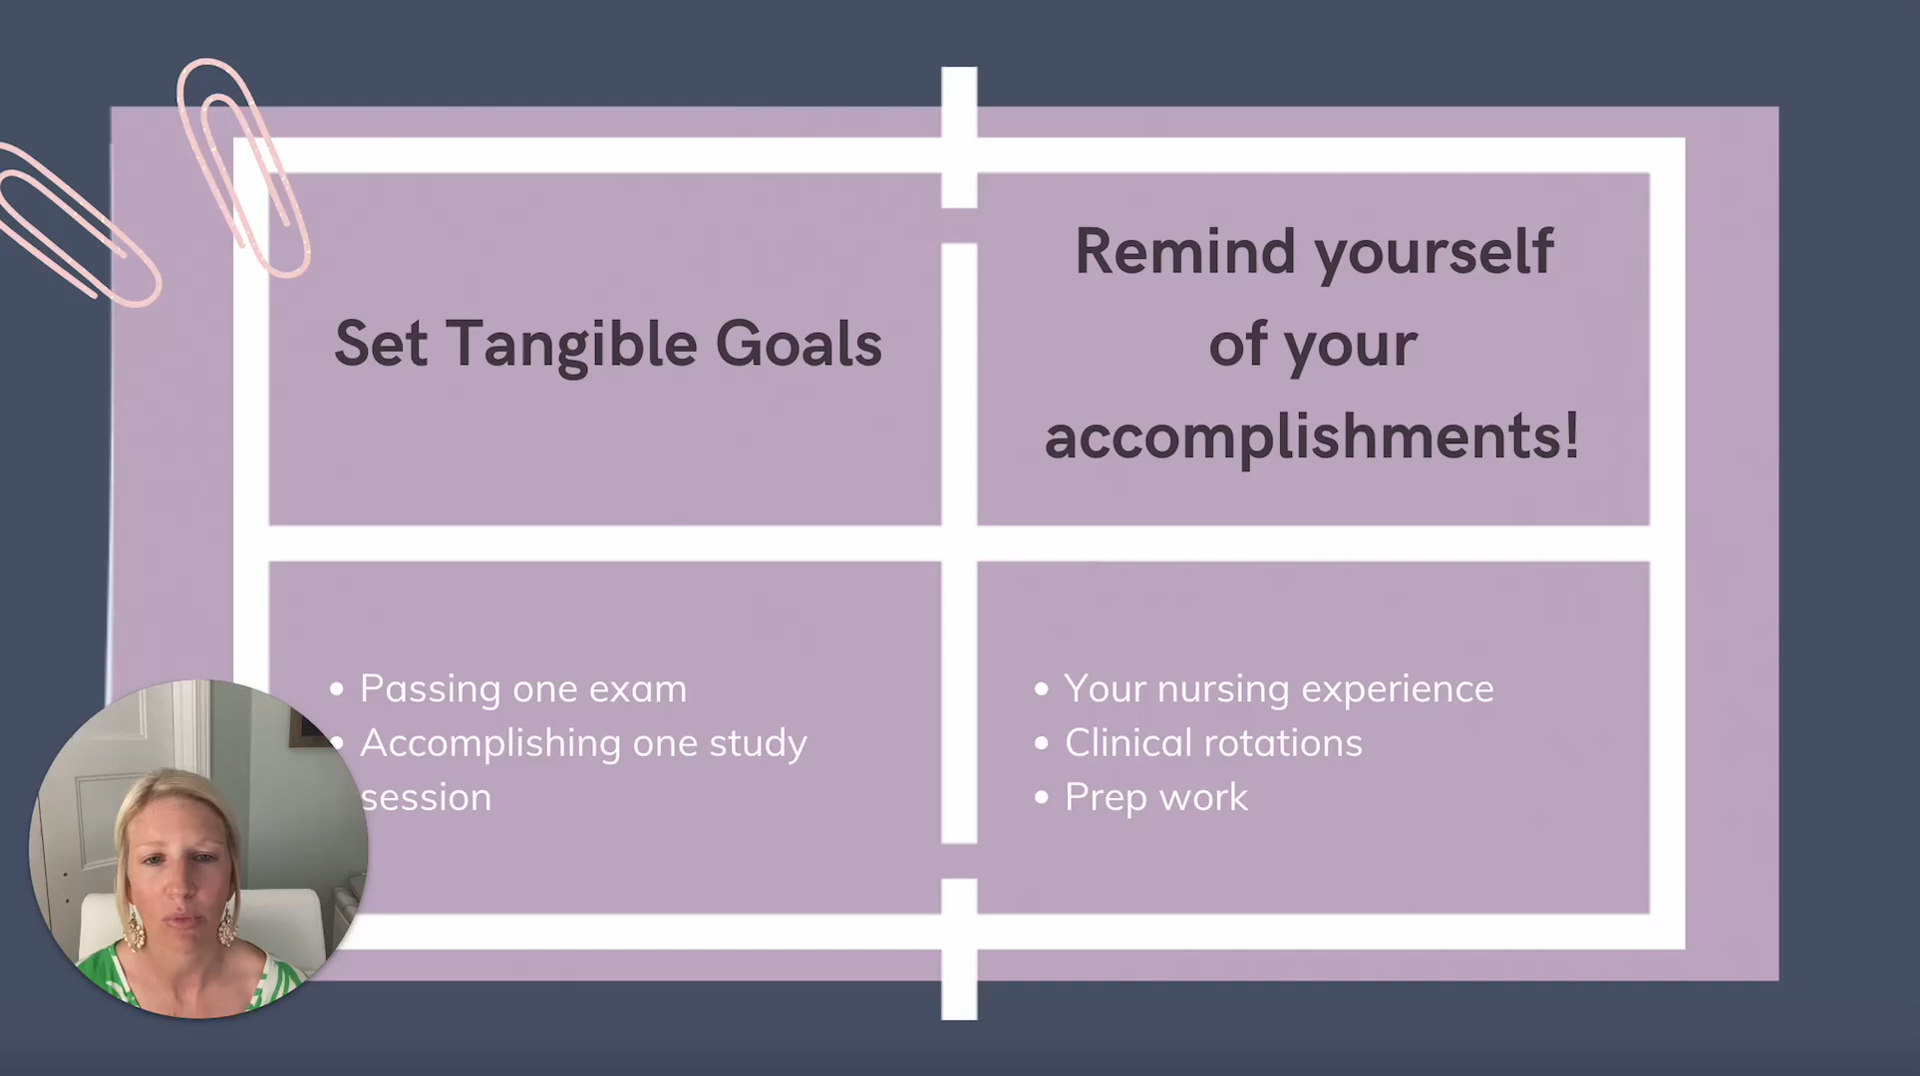 Set Tangible Goals
Remind yourself
of your
accomplishments!
• Passing one exam
• Accomplishing one study
session
• Your nursing experience
• Clinical rotations
• Prep work